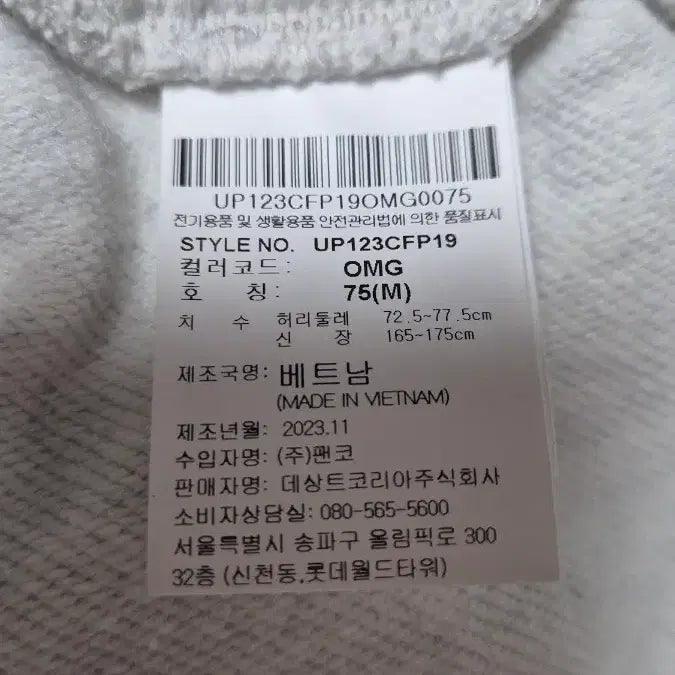 UP123CFP19OMG0075
전기용품 및 생활용품 안전관리법에 의한 품질표시
STYLE NO. UP123CFP19
컬러코드: OMG
호 칭: 75(M)
치 수 허리둘레 72.5~77.5cm
신 장 165~175cm
제조국명: 베트남
(MADE IN VIETNAM)
제조년월: 2023.11
수입자명: (주)팬코
판매자명: 데상트코리아주식회사
소비자상담실: 080-565-5600
서울특별시 송파구 올림픽로 300
32층 (신천동,롯데월드타워)